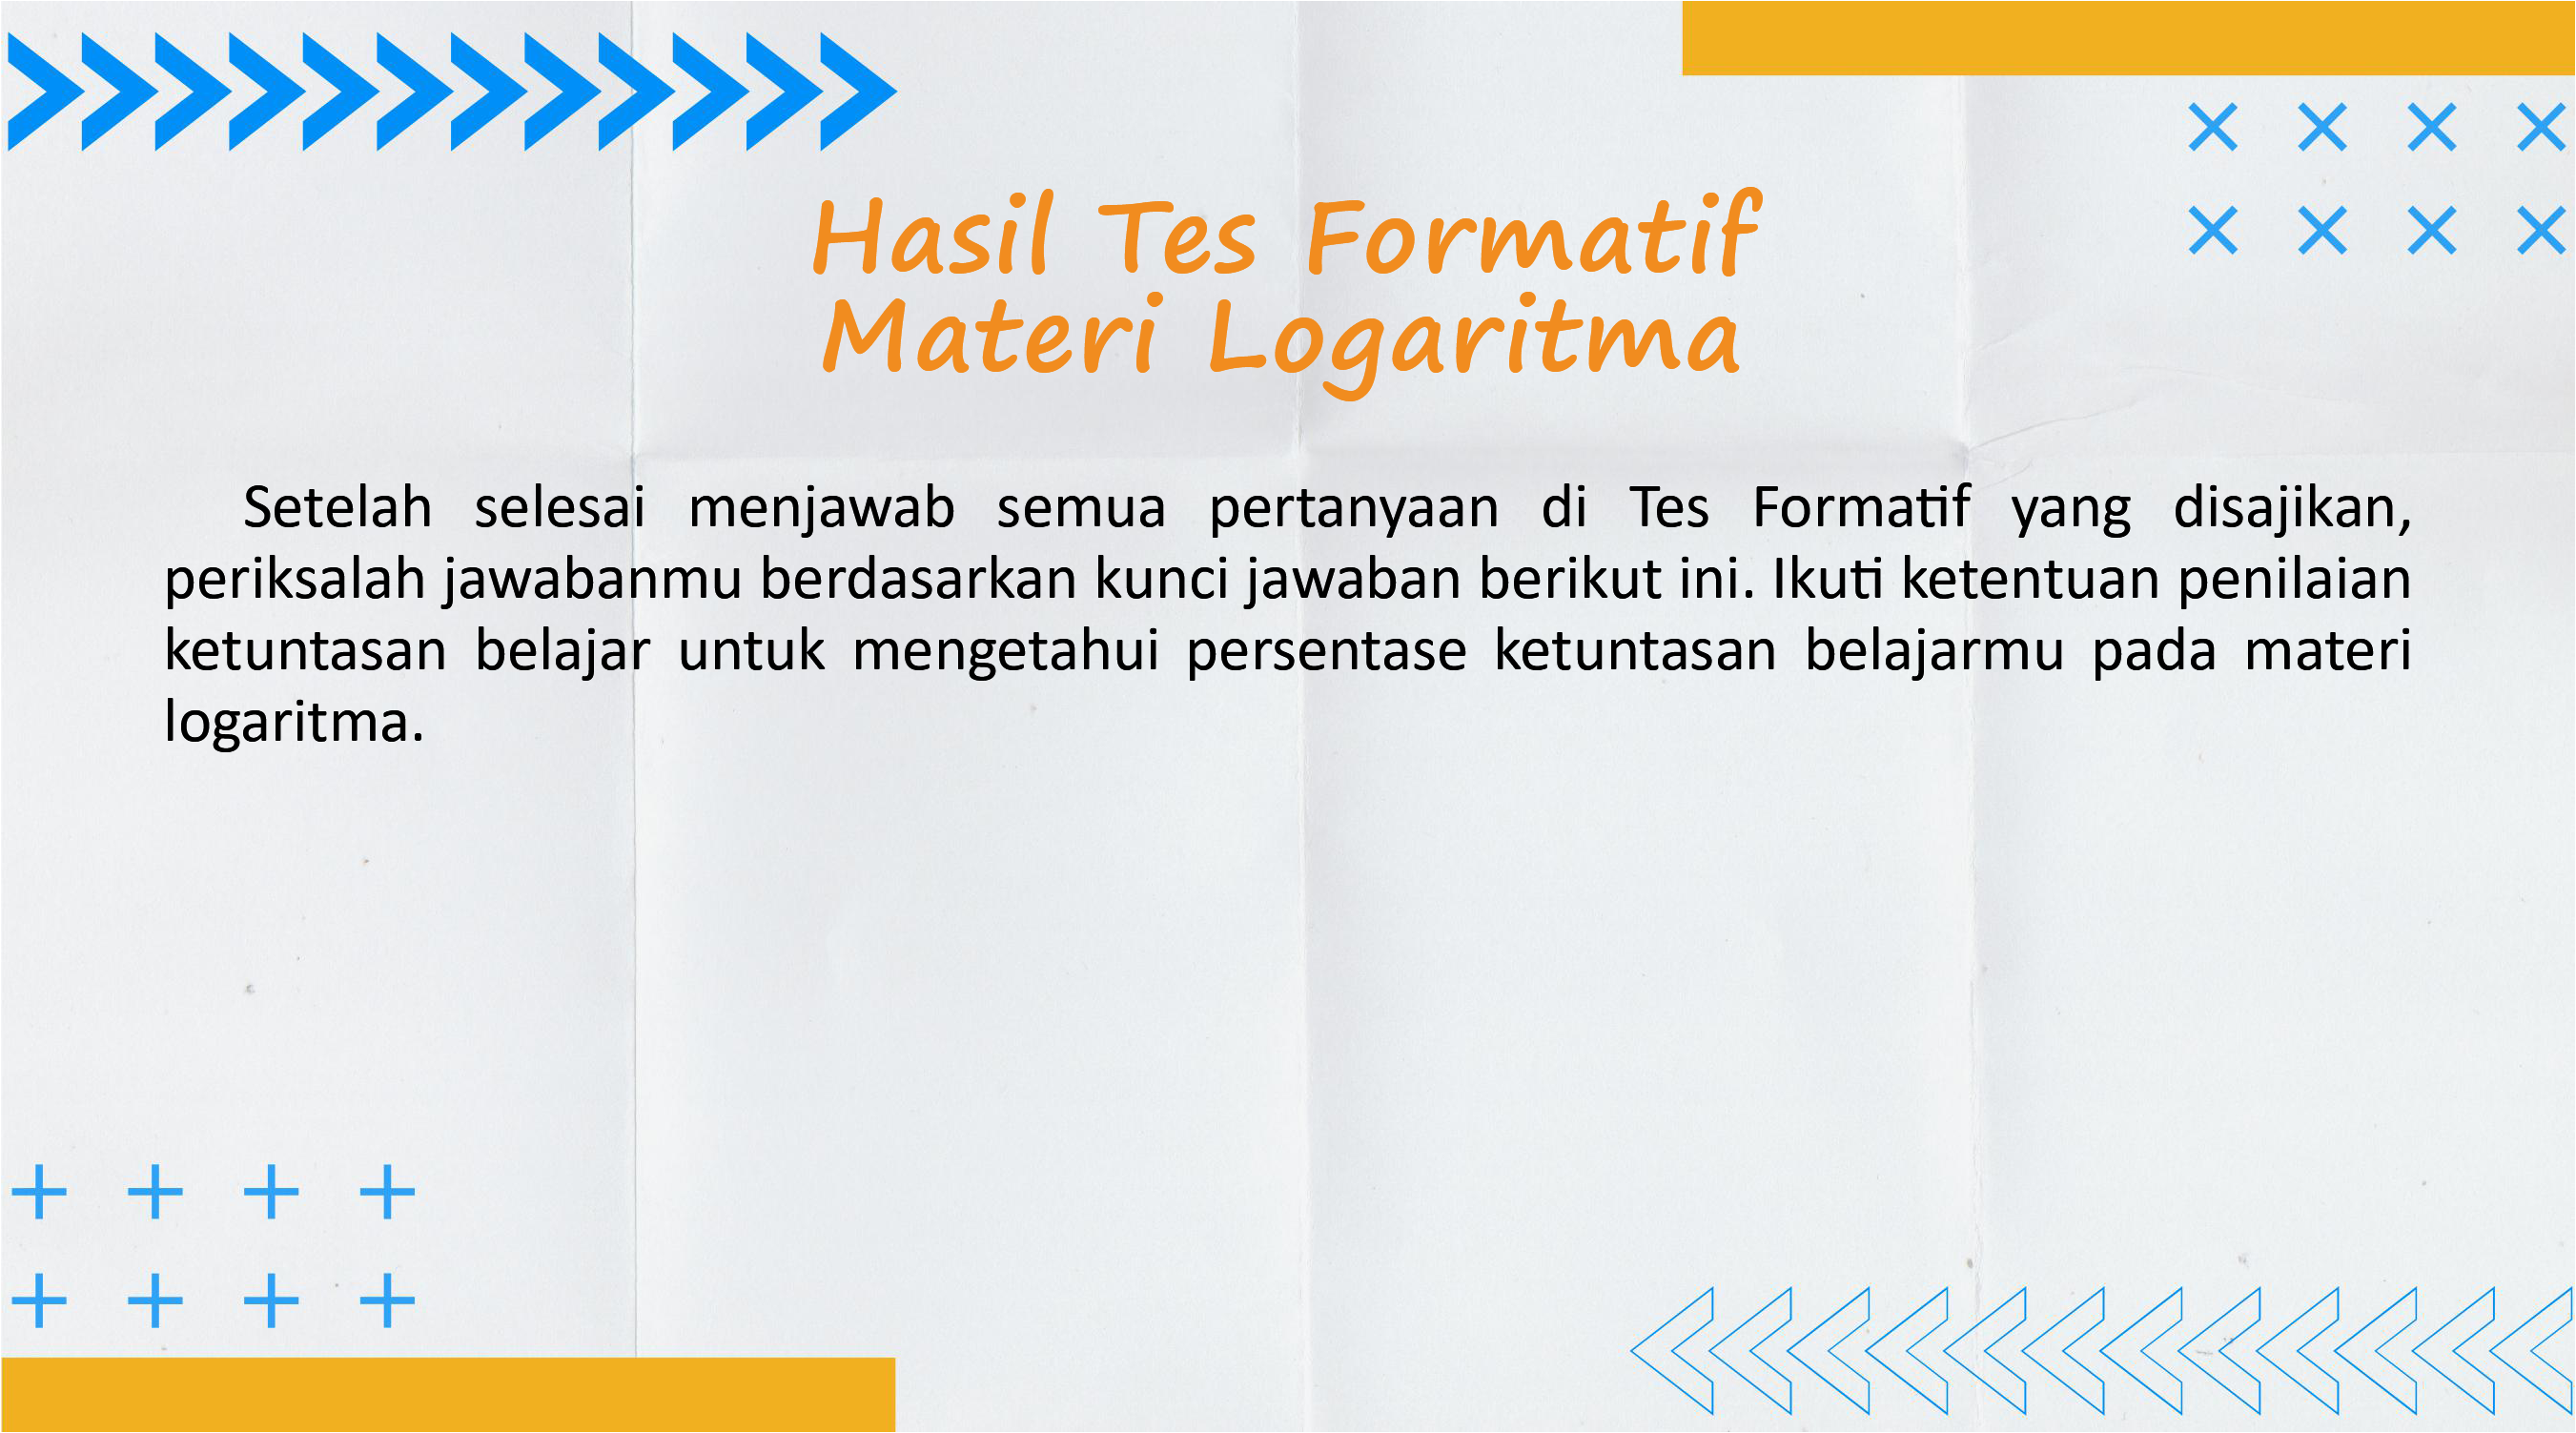 Hasil Tes Formatif
Materi Logaritma
Setelah selesai menjawab semua pertanyaan di Tes Formatif yang disajikan,
periksalah jawabanmu berdasarkan kunci jawaban berikut ini. Ikuti ketentuan penilaian
ketuntasan belajar untuk mengetahui persentase ketuntasan belajarmu pada materi
logaritma.